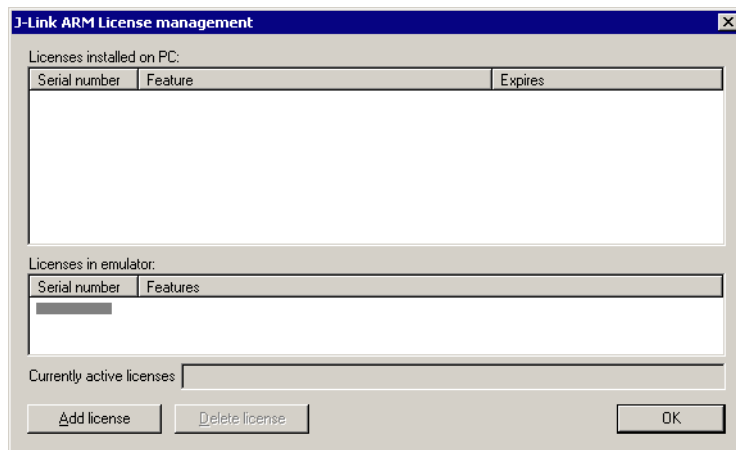 J-Link ARM License management
Licenses installed on PC:
Serial number Feature Expires
Licenses in emulator:
Serial number Features
Currently active licenses
Add license Delete license OK